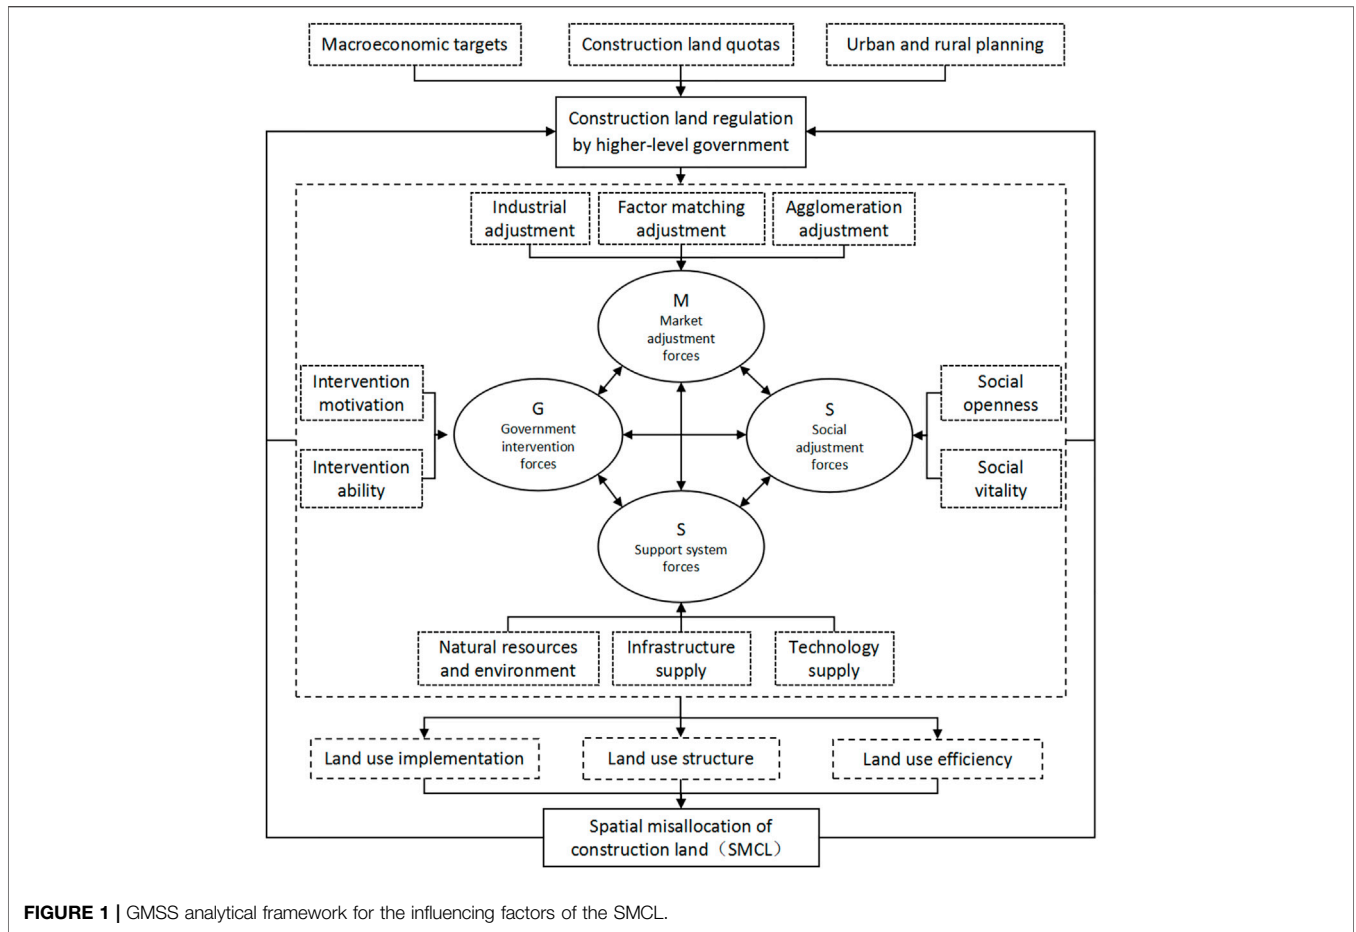 Macroeconomic targets
Construction land quotas
Urban and rural planning
Construction land regulation
by higher-level government
Industrial
adjustment
Factor matching
adjustment
Agglomeration
adjustment
M
Market
adjustment
forces
Intervention
motivation
Intervention
ability
G
Government
intervention
forces
S
Social
adjustment
forces
Social
openness
Social
vitality
S
Support system
forces
Natural resources
and environment
Infrastructure
supply
Technology
supply
Land use implementation
Land use structure
Land use efficiency
Spatial misallocation of
construction land（SMCL）
FIGURE 1 | GMSS analytical framework for the influencing factors of the SMCL.